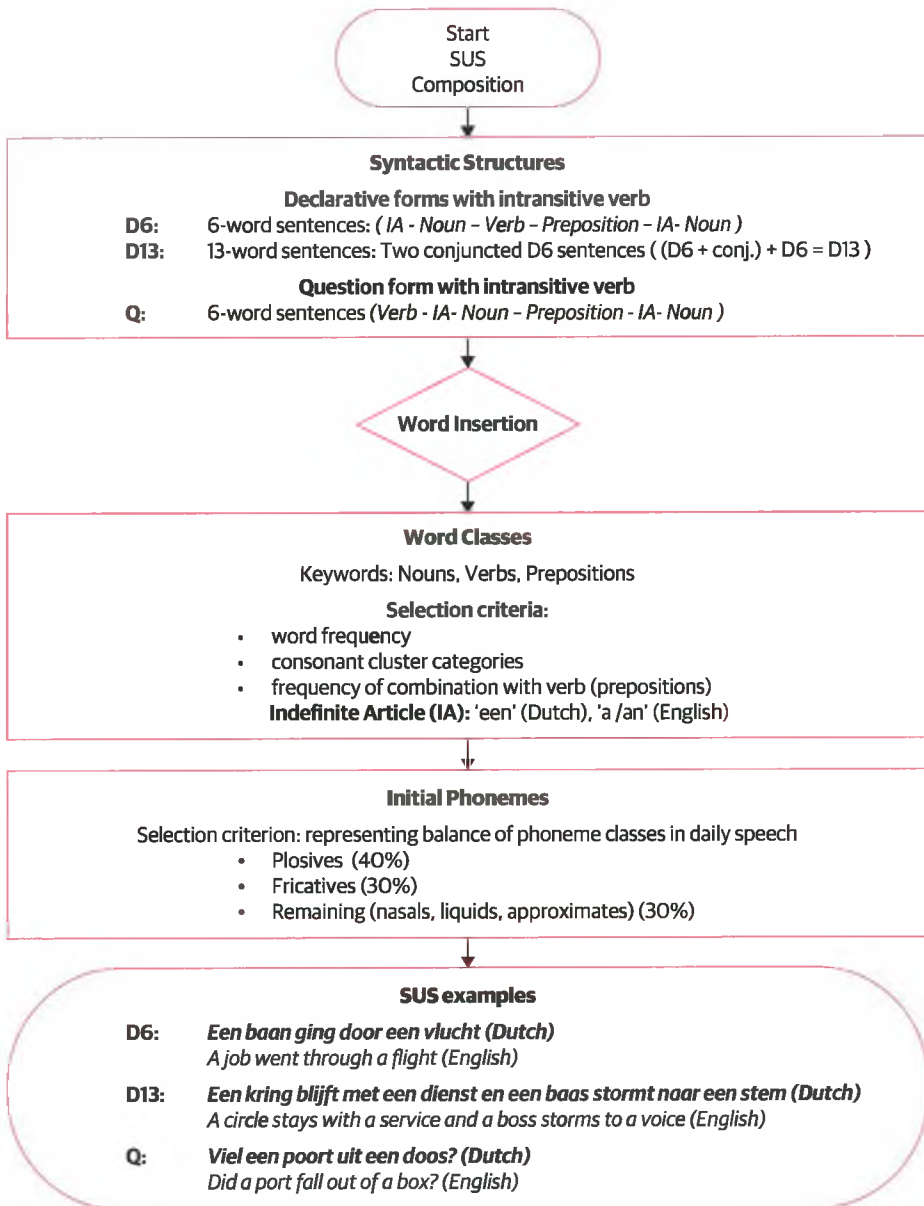 Start
SUS
Composition
Syntactic Structures
Declarative forms with intransitive verb
D6: 6-word sentences: ( IA - Noun – Verb – Preposition – IA- Noun )
D13: 13-word sentences: Two conjuncted D6 sentences ( (D6 + conj.) + D6 = D13 )
Question form with intransitive verb
Q: 6-word sentences (Verb - IA- Noun – Preposition - IA- Noun )
Word Insertion
Word Classes
Keywords: Nouns, Verbs, Prepositions
Selection criteria:
• word frequency
• consonant cluster categories
• frequency of combination with verb (prepositions)
Indefinite Article (IA): 'een' (Dutch), 'a /an' (English)
Initial Phonemes
Selection criterion: representing balance of phoneme classes in daily speech
• Plosives (40%)
• Fricatives (30%)
• Remaining (nasals, liquids, approximates) (30%)
SUS examples
D6: Een baan ging door een vlucht (Dutch)
A job went through a flight (English)
D13: Een kring blijft met een dienst en een baas stormt naar een stem (Dutch)
A circle stays with a service and a boss storms to a voice (English)
Q: Viel een poort uit een doos? (Dutch)
Did a port fall out of a box? (English)